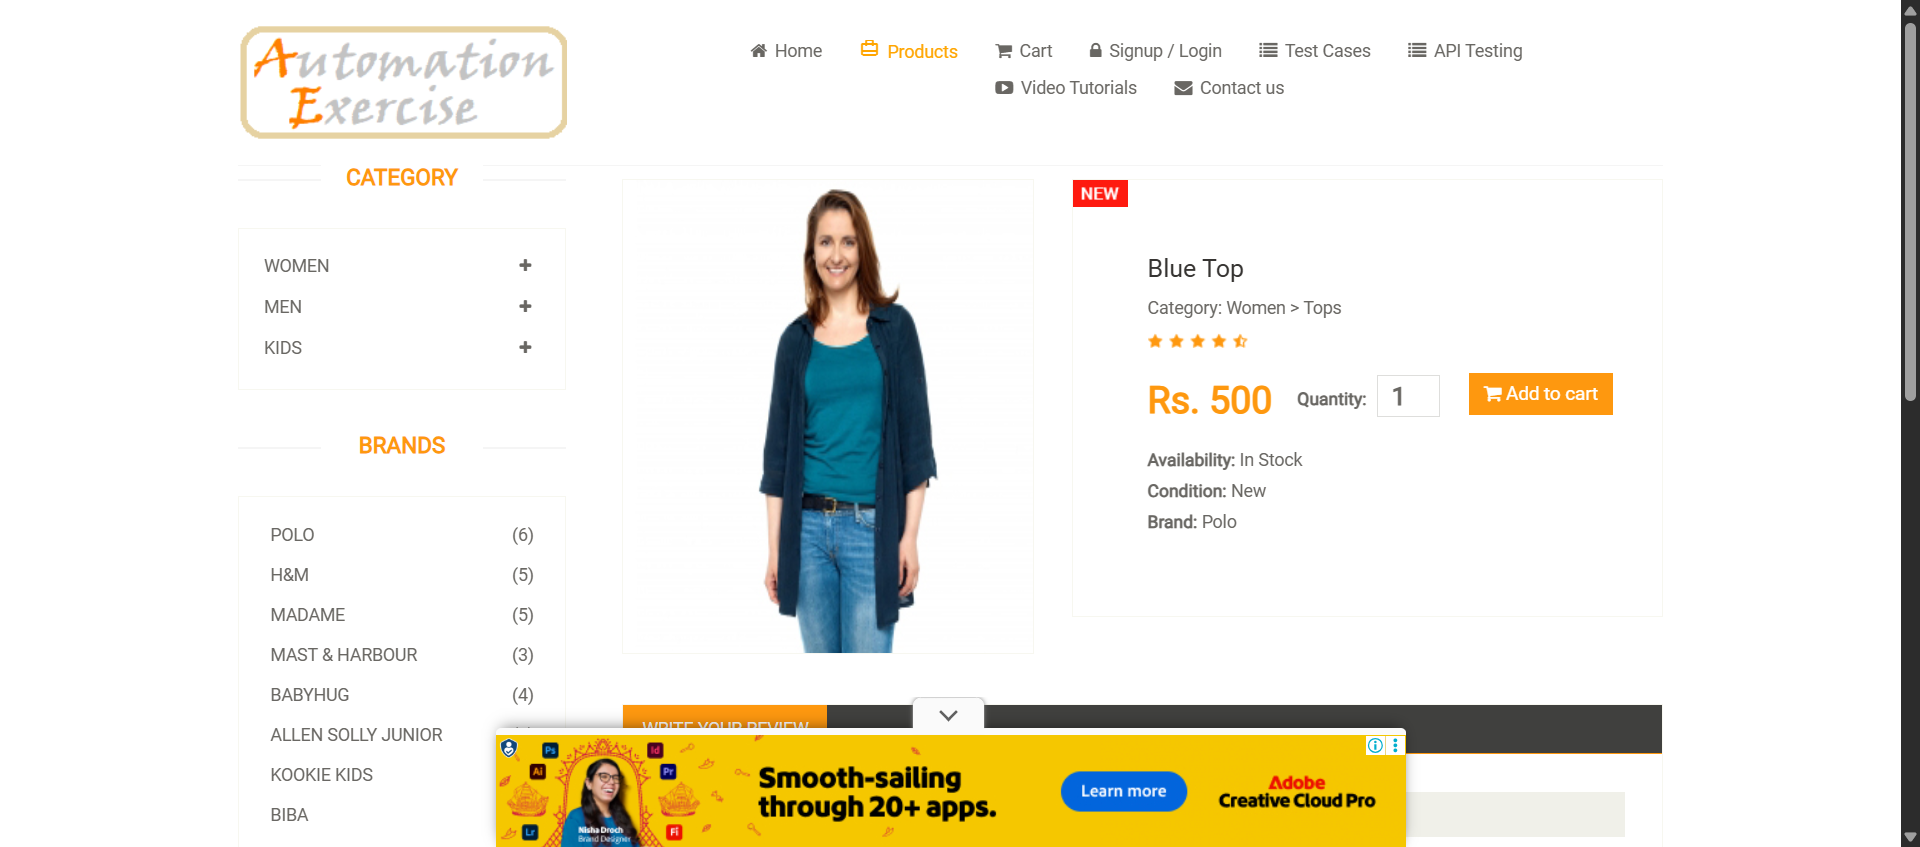 Automation
Exercise
Home
Products
Cart
Signup / Login
Test Cases
API Testing
Video Tutorials
Contact us
CATEGORY
WOMEN
MEN
KIDS
BRANDS
POLO (6)
H&M (5)
MADAME (5)
MAST & HARBOUR (3)
BABYHUG (4)
ALLEN SOLLY JUNIOR
KOOKIE KIDS
BIBA
NEW
Blue Top
Category: Women > Tops
Rs. 500
Quantity: 1
Add to cart
Availability: In Stock
Condition: New
Brand: Polo
WRITE YOUR REVIEW
Ps
Id
Ai
Pr
Lr
Fi
Nisha Droch
Brand Designer
Smooth-sailing
through 20+ apps.
Learn more
Adobe
Creative Cloud Pro